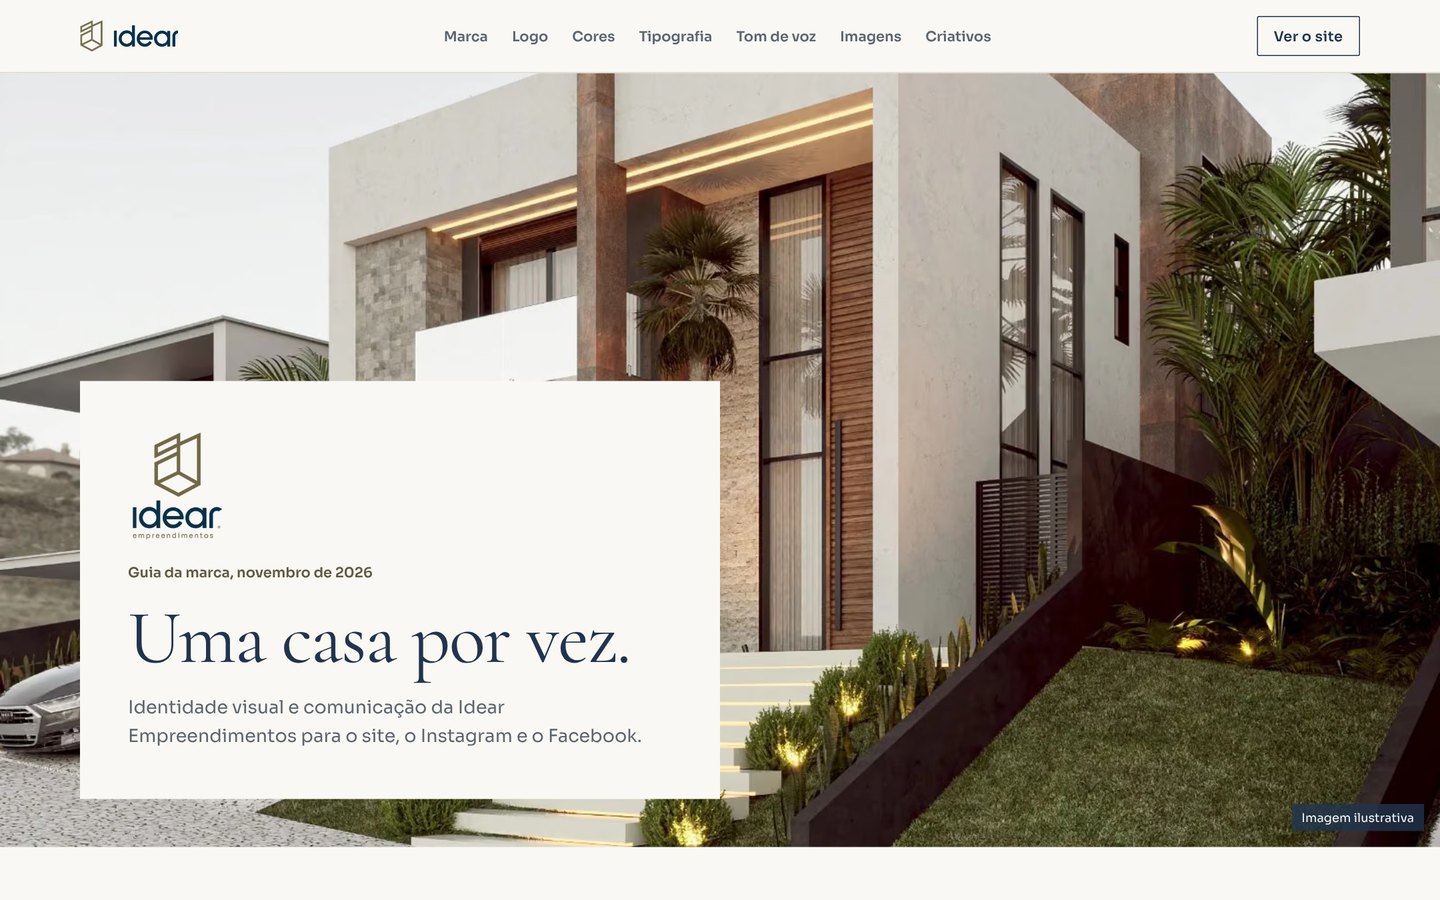 idear
Marca
Logo
Cores
Tipografia
Tom de voz
Imagens
Criativos
Ver o site
idear
empreendimentos
Guia da marca, novembro de 2026
Uma casa por vez.
Identidade visual e comunicação da Idear
Empreendimentos para o site, o Instagram e o Facebook.
Imagem ilustrativa